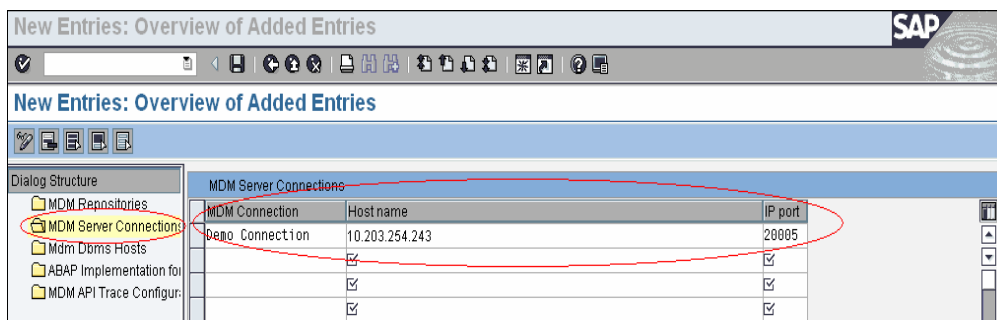 New Entries: Overview of Added Entries
SAP
New Entries: Overview of Added Entries
Dialog Structure
MDM Repositories
MDM Server Connections
Mdm Dbms Hosts
ABAP Implementation for
MDM API Trace Configur
MDM Server Connections
MDM Connection Host name IP port
Demo Connection 10.203.254.243 20005